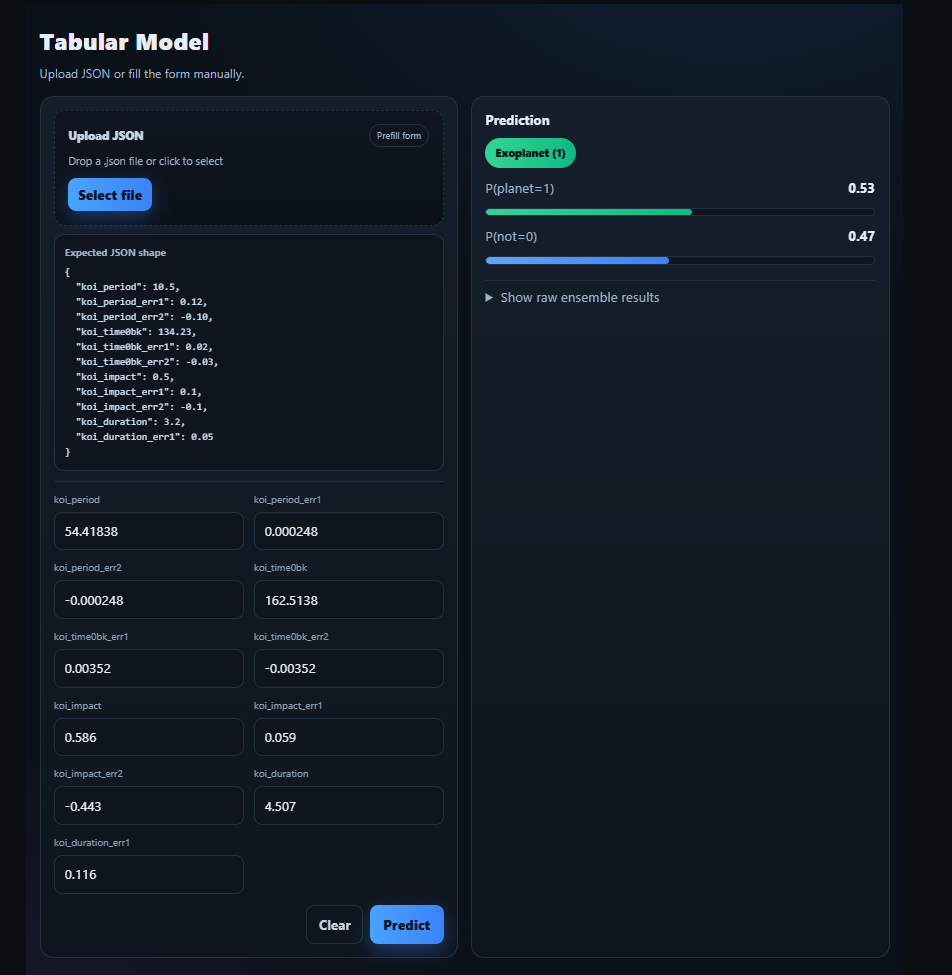 Tabular Model
Upload JSON or fill the form manually.
Upload JSON
Prefill form
Drop a .json file or click to select
Select file
Expected JSON shape
{
"koi_period": 10.5,
"koi_period_err1": 0.12,
"koi_period_err2": -0.10,
"koi_time0bk": 134.23,
"koi_time0bk_err1": 0.02,
"koi_time0bk_err2": -0.03,
"koi_impact": 0.5,
"koi_impact_err1": 0.1,
"koi_impact_err2": -0.1,
"koi_duration": 3.2,
"koi_duration_err1": 0.05
}
koi_period
54.41838
koi_period_err1
0.000248
koi_period_err2
-0.000248
koi_time0bk
162.5138
koi_time0bk_err1
0.00352
koi_time0bk_err2
-0.00352
koi_impact
0.586
koi_impact_err1
0.059
koi_impact_err2
-0.443
koi_duration
4.507
koi_duration_err1
0.116
Clear
Predict
Prediction
Exoplanet (1)
P(planet=1) 0.53
P(not=0) 0.47
▶ Show raw ensemble results